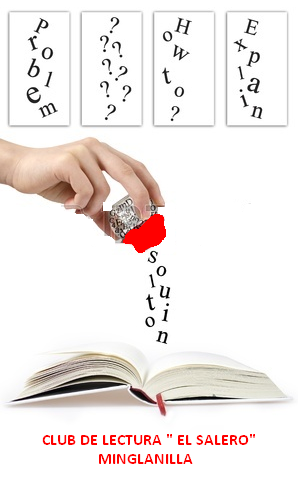 Problem
? ? ? ? ? ? ? ?
How to ?
Explain
solution
CLUB DE LECTURA " EL SALERO"
MINGLANILLA